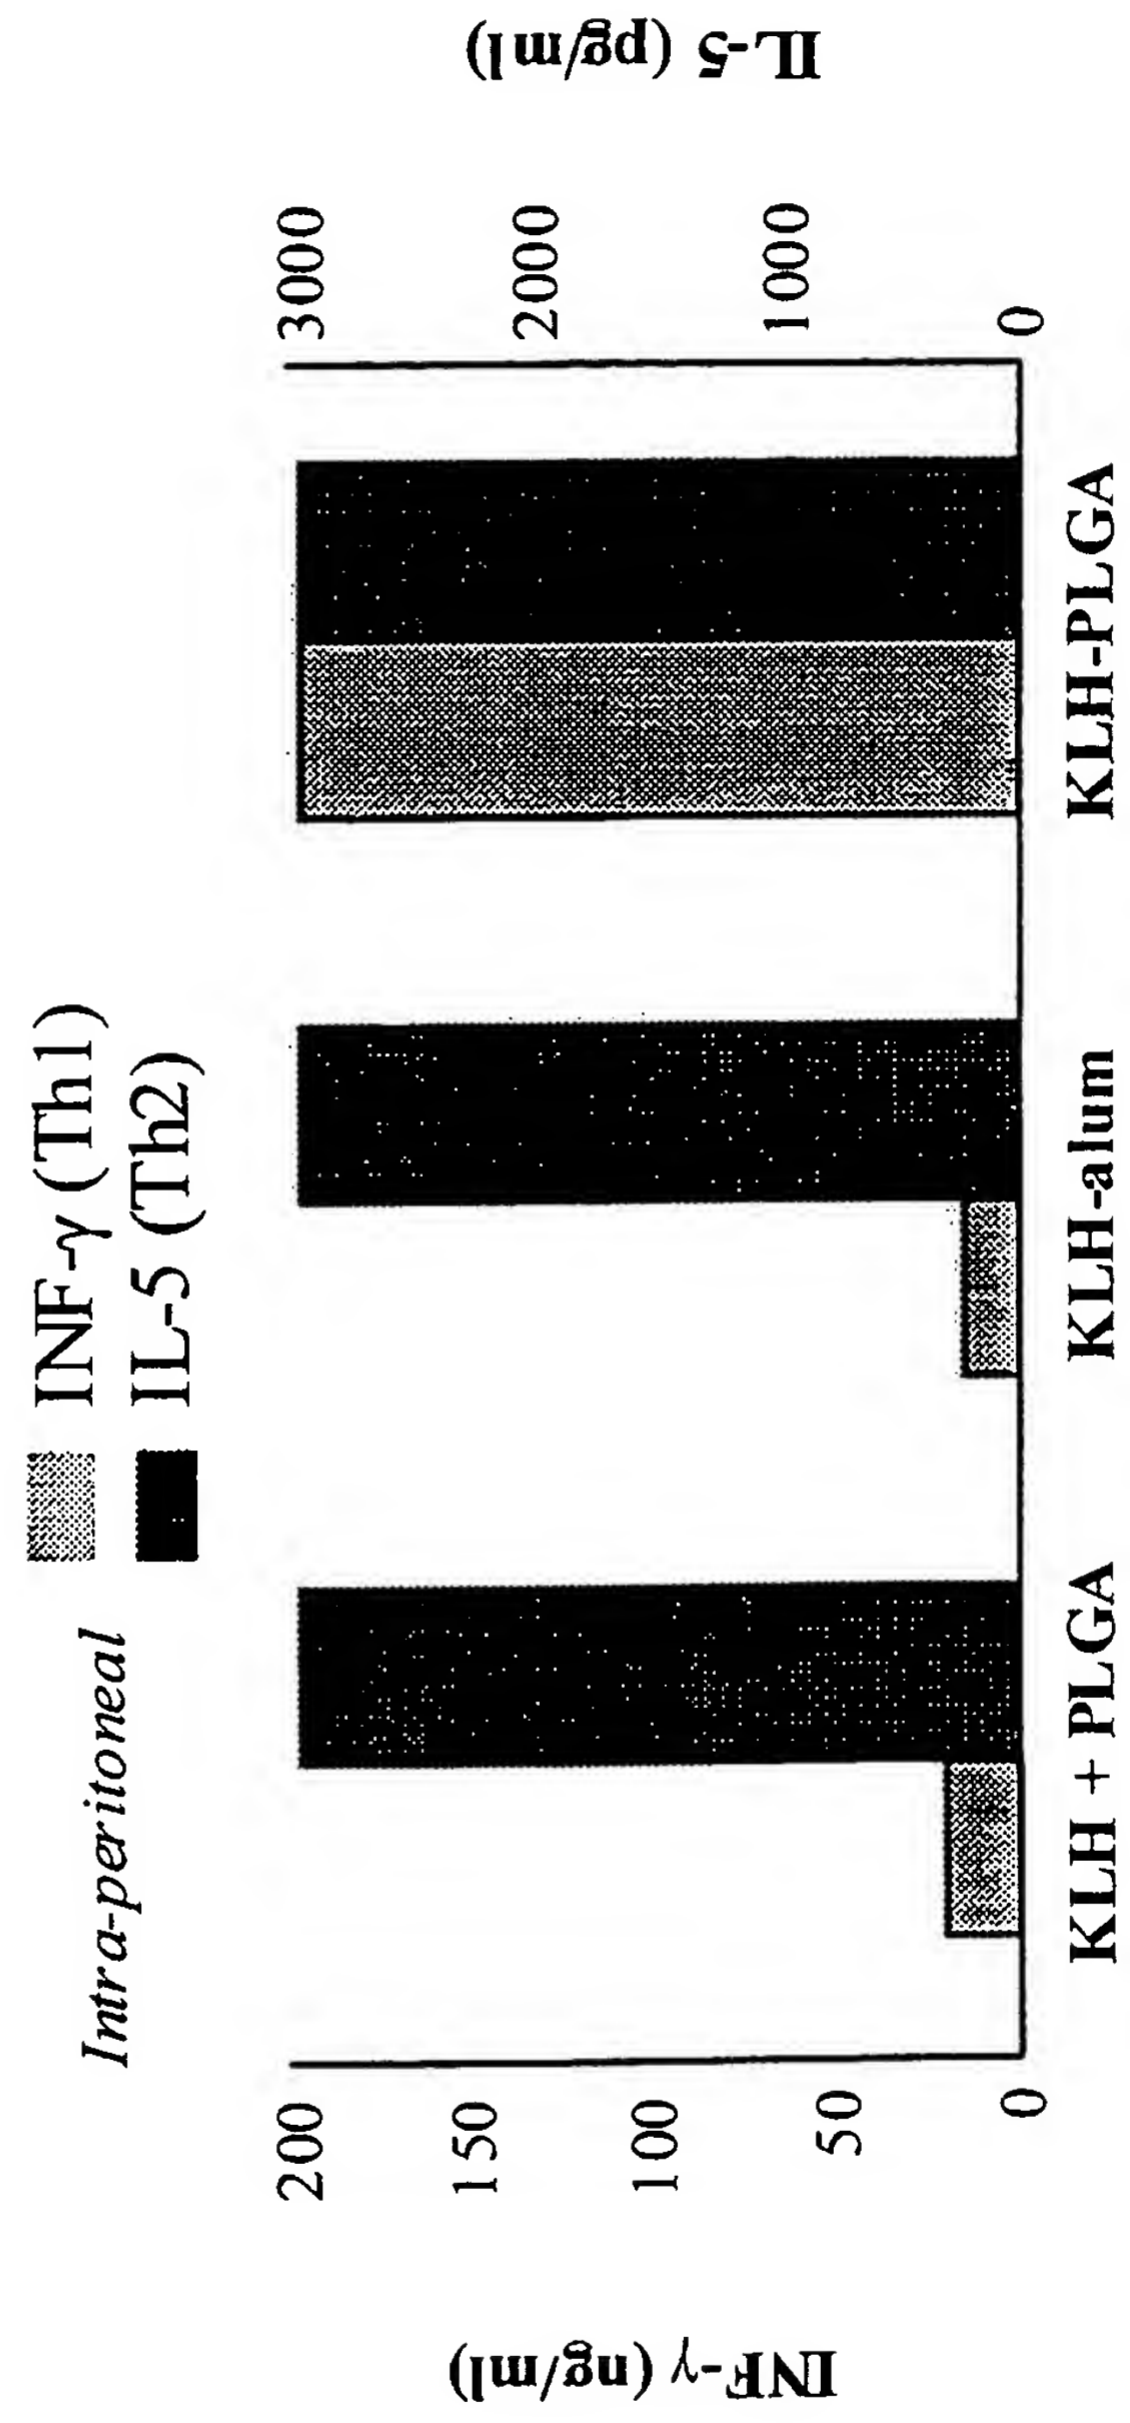 INF-γ (Th1)
Intra-peritoneal
IL-5 (Th2)
INF-γ (ng/ml)
200
150
100
50
0
3000
2000
1000
0
IL-5 (pg/ml)
KLH + PLGA
KLH-alum
KLH-PLGA